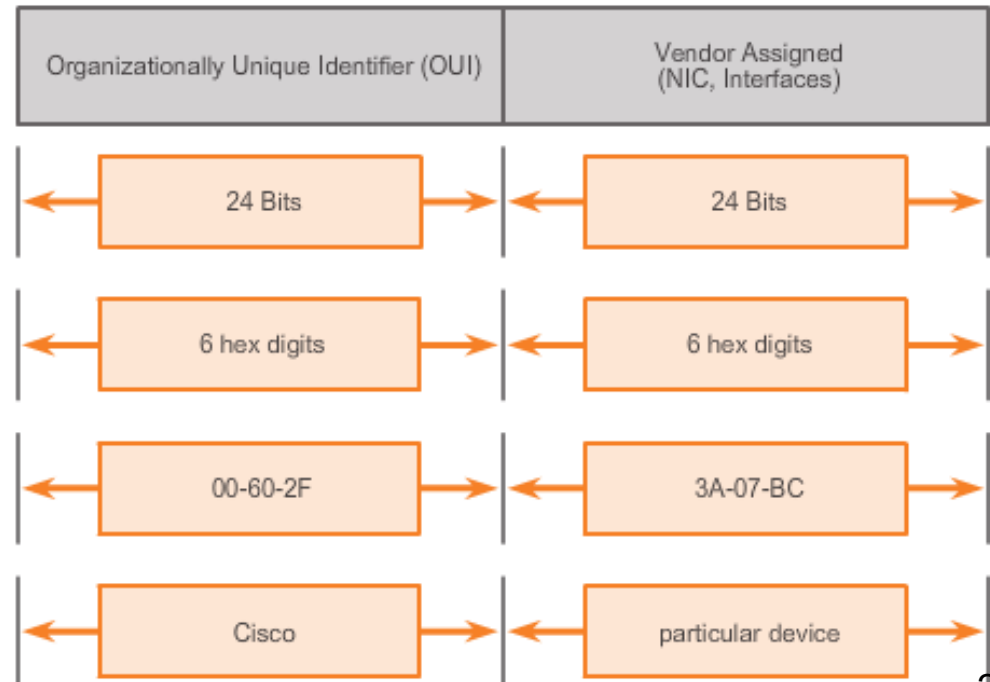 Organizationally Unique Identifier (OUI)
Vendor Assigned
(NIC, Interfaces)
24 Bits
24 Bits
6 hex digits
6 hex digits
00-60-2F
3A-07-BC
Cisco
particular device